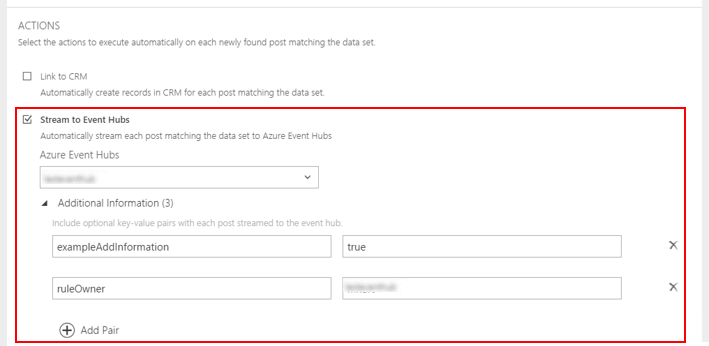 ACTIONS
Select the actions to execute automatically on each newly found post matching the data set.
Link to CRM
Automatically create records in CRM for each post matching the data set.
Stream to Event Hubs
Automatically stream each post matching the data set to Azure Event Hubs
Azure Event Hubs
Additional Information (3)
Include optional key-value pairs with each post streamed to the event hub.
exampleAddInformation true
ruleOwner
Add Pair